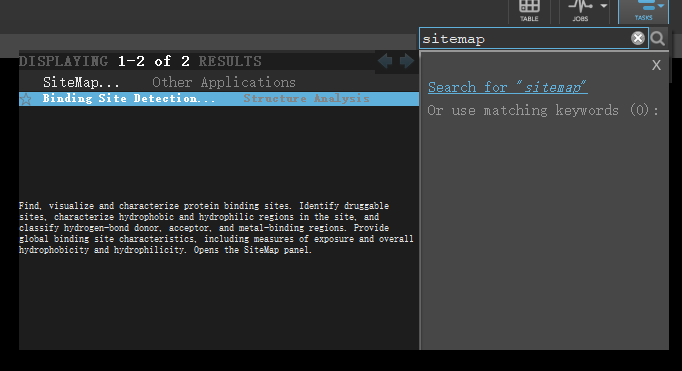 TABLE JOBS TASKS
sitemap
DISPLAYING 1-2 of 2 RESULTS
SiteMap... Other Applications
Binding Site Detection... Structure Analysis
Find, visualize and characterize protein binding sites. Identify druggable
sites, characterize hydrophobic and hydrophilic regions in the site, and
classify hydrogen-bond donor, acceptor, and metal-binding regions. Provide
global binding site characteristics, including measures of exposure and overall
hydrophobicity and hydrophilicity. Opens the SiteMap panel.
X
Search for "sitemap"
Or use matching keywords (0):